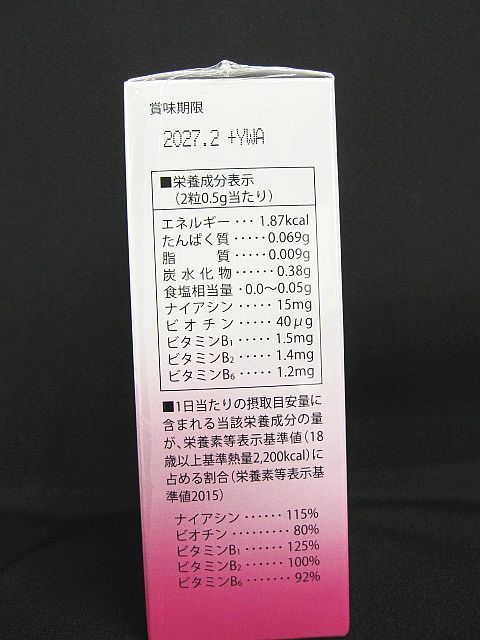 賞味期限
2027.2 +YWA
■栄養成分表示
(2粒0.5g当たり)
エネルギー ··· 1.87kcal
たんぱく質 ····· 0.069g
脂　　質 ····· 0.009g
炭水化物 ······ 0.38g
食塩相当量 ·0.0〜0.05g
ナイアシン ····· 15mg
ビオチン ····· 40μg
ビタミンB₁ ····· 1.5mg
ビタミンB₂ ····· 1.4mg
ビタミンB₆ ····· 1.2mg
■1日当たりの摂取目安量に
含まれる当該栄養成分の量
が、栄養素等表示基準値(18
歳以上基準熱量2,200kcal)に
占める割合(栄養素等表示基
準値2015)
ナイアシン ······ 115%
ビオチン ········· 80%
ビタミンB₁ ······ 125%
ビタミンB₂ ······ 100%
ビタミンB₆ ······· 92%